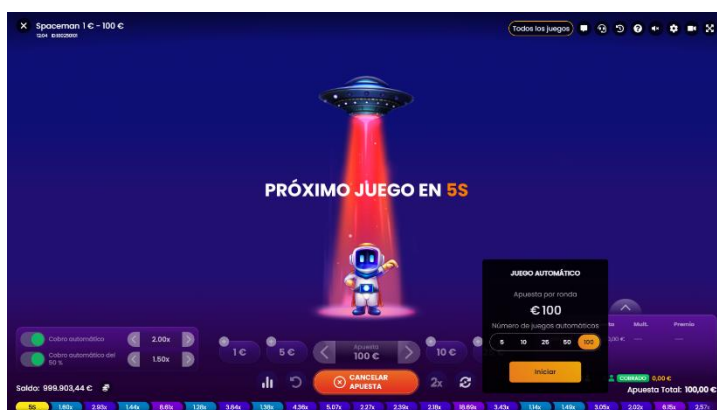 Spaceman 1 € - 100 €
Todos los juegos
PRÓXIMO JUEGO EN 5S
JUEGO AUTOMÁTICO
Apuesta por ronda
€100
Número de juegos automáticos
5 10 25 50 100
Iniciar
Mult. Premio
Cobro automático 2.00x
Cobro automático del 50 % 1.50x
1 € 5 € Apuesta 100 € 10 €
CANCELAR APUESTA
2x
COBRADO 0,00 €
Saldo: 999.903,44 €
Apuesta Total: 100,00 €
5S 1.60x 2.93x 1.44x 8.81x 1.28x 3.84x 1.38x 4.36x 5.07x 2.27x 2.39x 2.18x 18.69x 3.43x 1.14x 1.49x 3.05x 2.02x 6.15x 2.57x